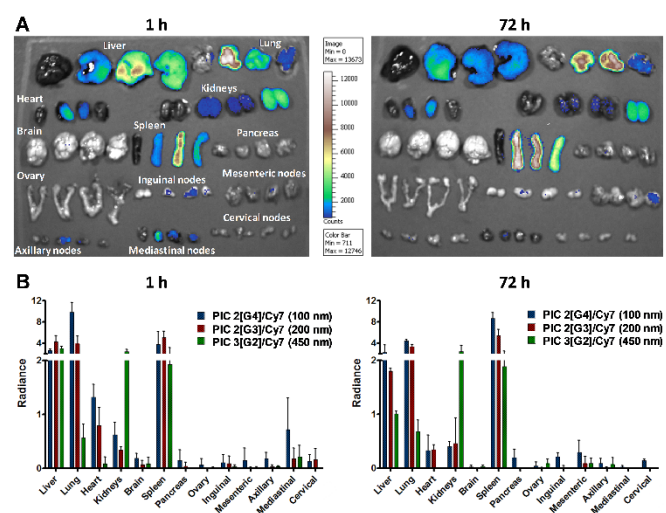 A
1 h
72 h
Liver
Lung
Heart
Kidneys
Brain
Spleen
Pancreas
Ovary
Inguinal nodes
Mesenteric nodes
Cervical nodes
Axillary nodes
Mediastinal nodes
Image
Min = 0
Max = 13673
12000
10000
8000
6000
4000
2000
Counts
Color Bar
Min = 711
Max = 12746
B
1 h
Radiance
12
8
4
2
1
0
PIC 2[G4]/Cy7 (100 nm)
PIC 2[G3]/Cy7 (200 nm)
PIC 3[G2]/Cy7 (450 nm)
Liver
Lung
Heart
Kidneys
Brain
Spleen
Pancreas
Ovary
Inguinal
Mesenteric
Axillary
Mediastinal
Cervical
72 h
Radiance
12
8
4
2
1
0
PIC 2[G4]/Cy7 (100 nm)
PIC 2[G3]/Cy7 (200 nm)
PIC 3[G2]/Cy7 (450 nm)
Liver
Lung
Heart
Kidneys
Brain
Spleen
Pancreas
Ovary
Inguinal
Mesenteric
Axillary
Mediastinal
Cervical